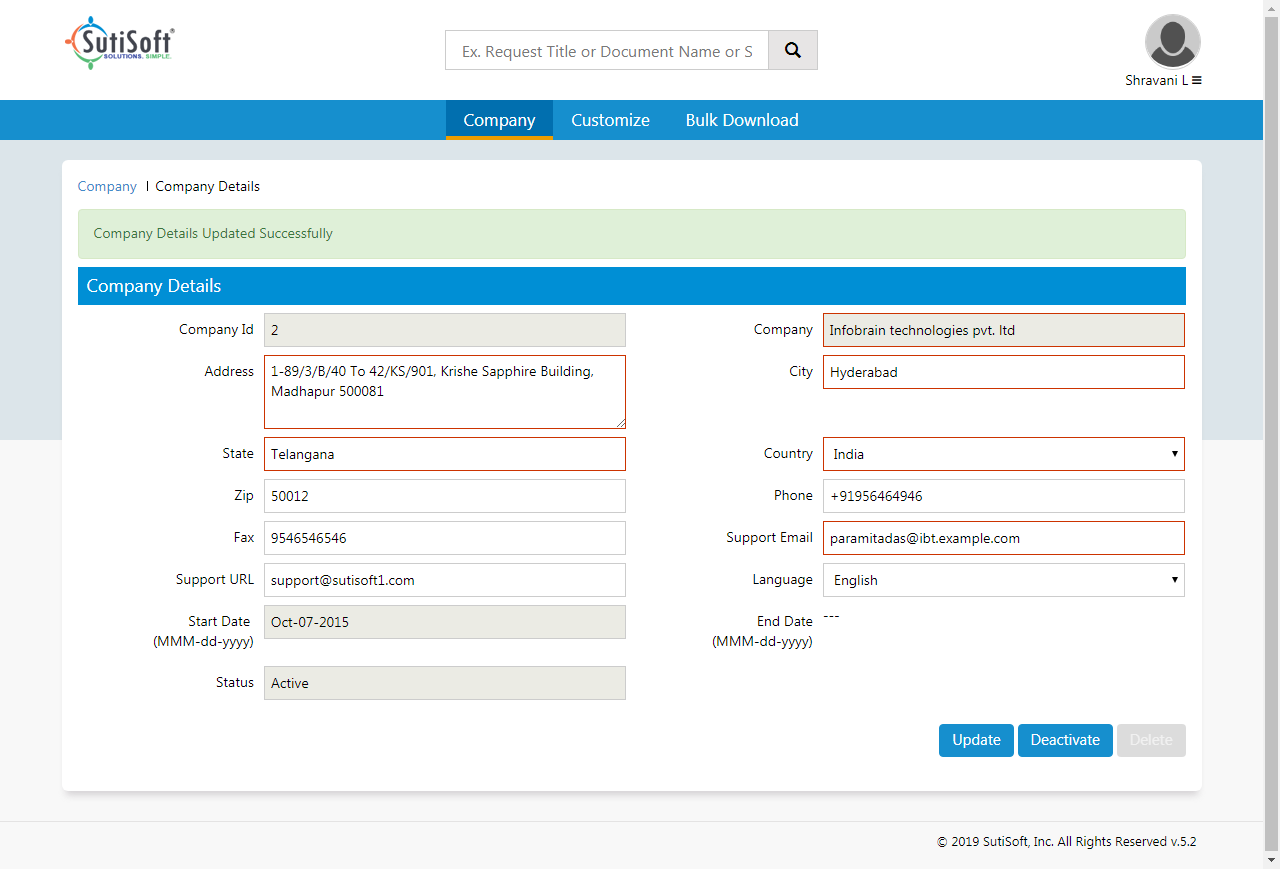 SutiSoft®
SOLUTIONS. SIMPLE.
Ex. Request Title or Document Name or S
Shravani L
Company Customize Bulk Download
Company I Company Details
Company Details Updated Successfully
Company Details
Company Id 2 Company Infobrain technologies pvt. ltd
Address 1-89/3/B/40 To 42/KS/901, Krishe Sapphire Building, City Hyderabad
Madhapur 500081
State Telangana Country India
Zip 50012 Phone +91956464946
Fax 9546546546 Support Email paramitadas@ibt.example.com
Support URL support@sutisoft1.com Language English
Start Date Oct-07-2015 End Date ---
(MMM-dd-yyyy) (MMM-dd-yyyy)
Status Active
Update Deactivate Delete
© 2019 SutiSoft, Inc. All Rights Reserved v.5.2